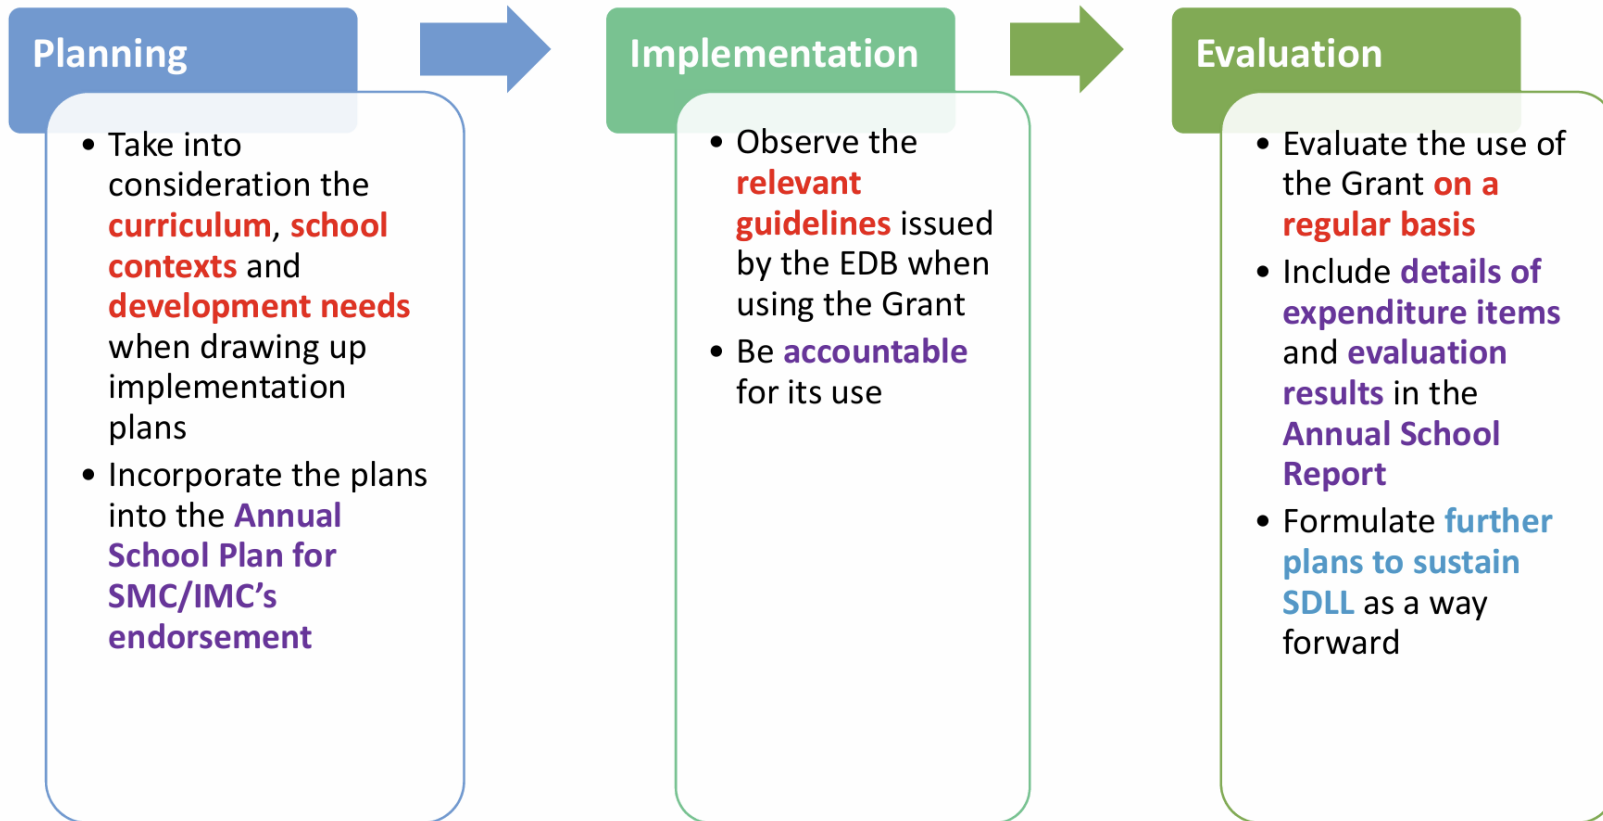 Planning
• Take into
consideration the
curriculum, school
contexts and
development needs
when drawing up
implementation
plans
• Incorporate the plans
into the Annual
School Plan for
SMC/IMC’s
endorsement
Implementation
• Observe the
relevant
guidelines issued
by the EDB when
using the Grant
• Be accountable
for its use
Evaluation
• Evaluate the use of
the Grant on a
regular basis
• Include details of
expenditure items
and evaluation
results in the
Annual School
Report
• Formulate further
plans to sustain
SDLL as a way
forward